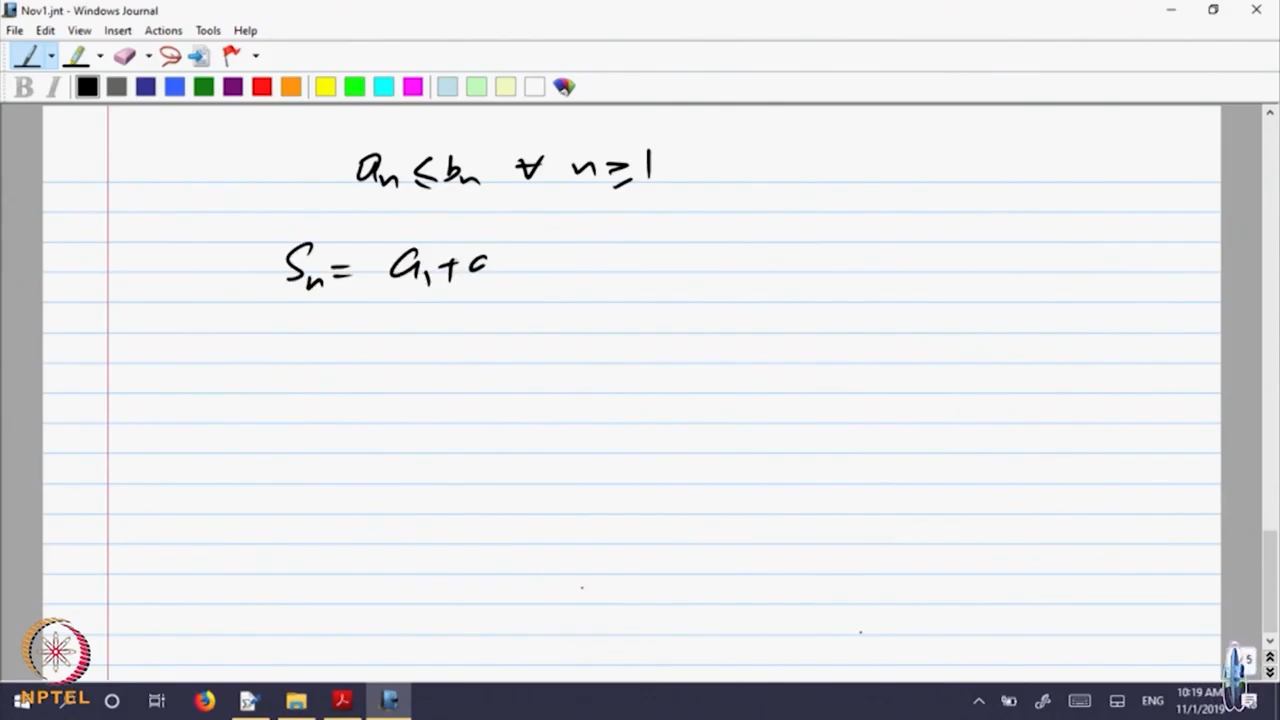 Nov1.jnt - Windows Journal
File Edit View Insert Actions Tools Help
B I
aₙ ≤ bₙ ∀ n ≥ 1
Sₙ = a₁ + a
5
NPTEL
ENG
10:19 AM
11/1/2019